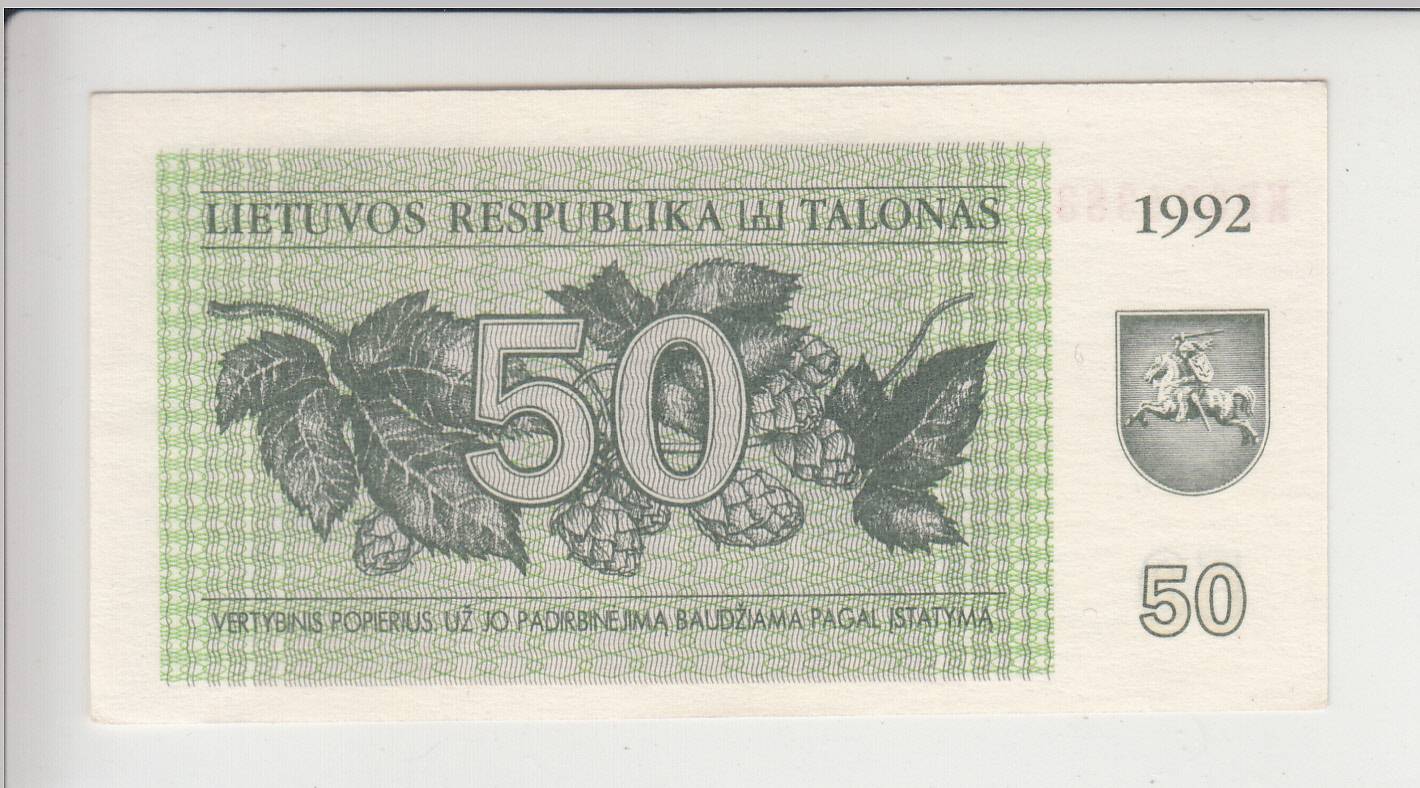 LIETUVOS RESPUBLIKA TALONAS
1992
50
50
VERTYBINIS POPIERIUS. UŽ JO PADIRBINĖJIMĄ BAUDŽIAMA PAGAL ĮSTATYMĄ